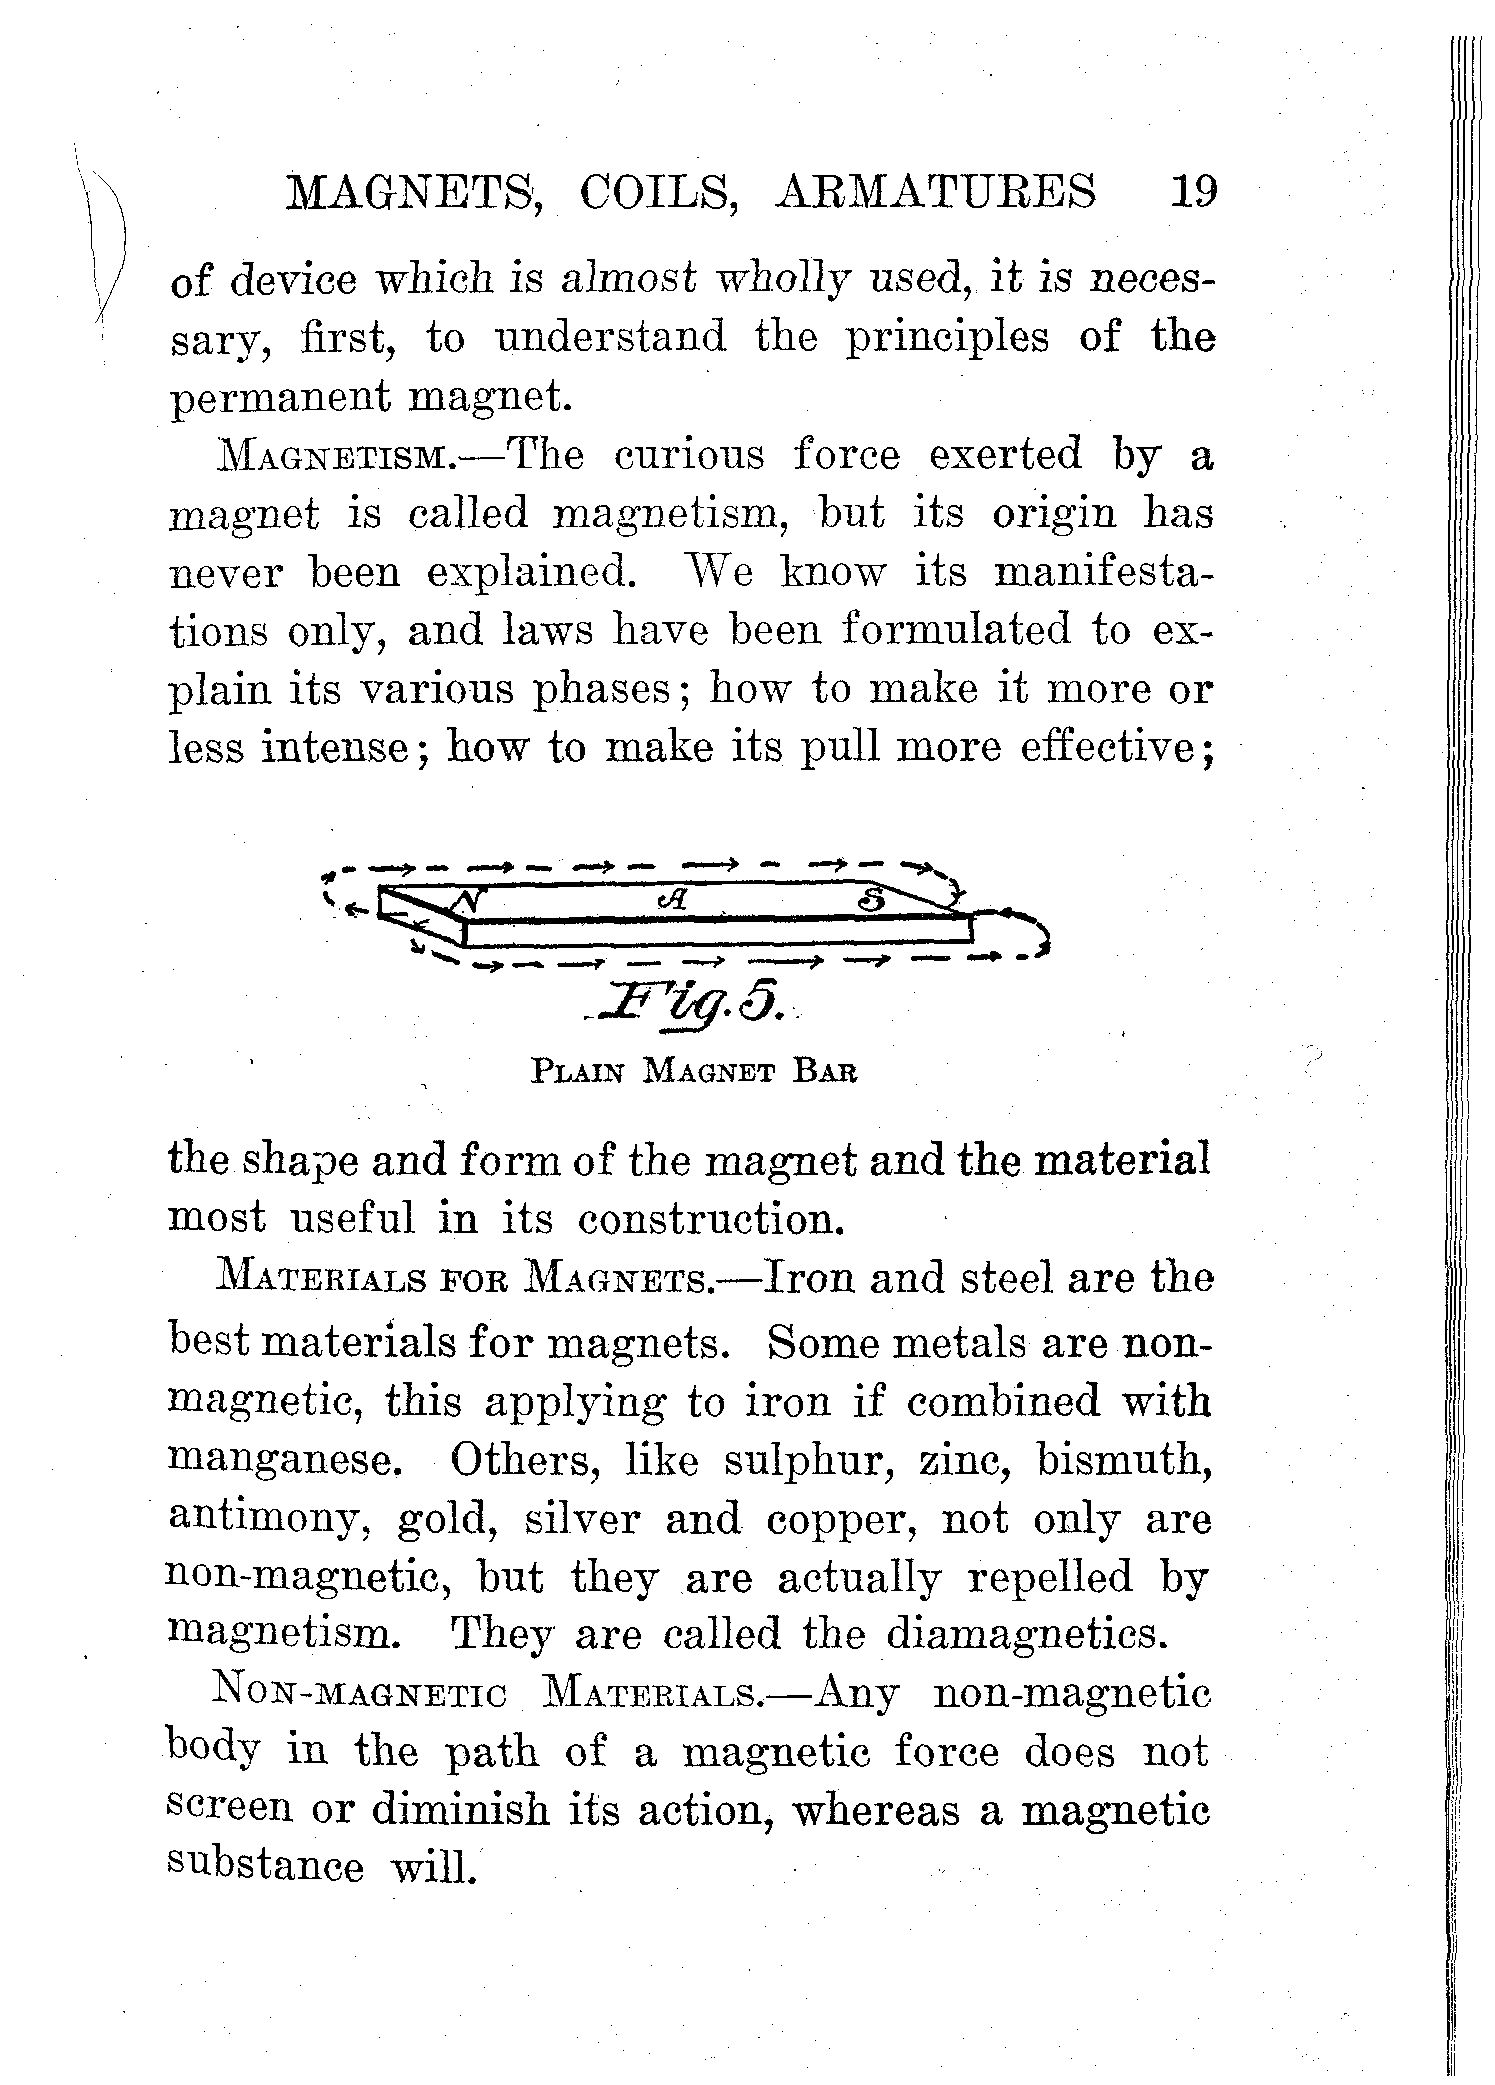 MAGNETS, COILS, ARMATURES 19
of device which is almost wholly used, it is neces-
sary, first, to understand the principles of the
permanent magnet.
MAGNETISM.—The curious force exerted by a
magnet is called magnetism, but its origin has
never been explained. We know its manifesta-
tions only, and laws have been formulated to ex-
plain its various phases; how to make it more or
less intense; how to make its pull more effective;
N A S
Fig. 5.
PLAIN MAGNET BAR
the shape and form of the magnet and the material
most useful in its construction.
MATERIALS FOR MAGNETS.—Iron and steel are the
best materials for magnets. Some metals are non-
magnetic, this applying to iron if combined with
manganese. Others, like sulphur, zinc, bismuth,
antimony, gold, silver and copper, not only are
non-magnetic, but they are actually repelled by
magnetism. They are called the diamagnetics.
NON-MAGNETIC MATERIALS.—Any non-magnetic
body in the path of a magnetic force does not
screen or diminish its action, whereas a magnetic
substance will.